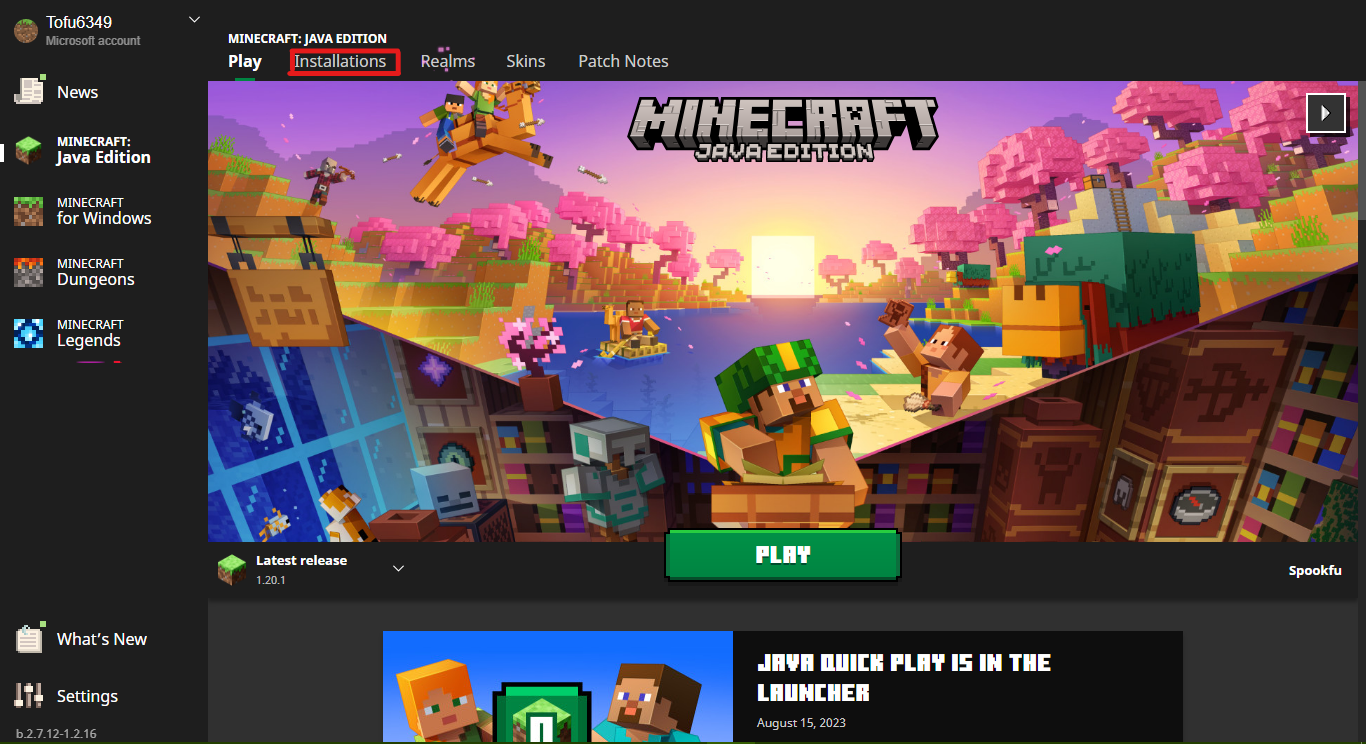 Tofu6349
Microsoft account
News
MINECRAFT:
Java Edition
MINECRAFT
for Windows
MINECRAFT
Dungeons
MINECRAFT
Legends
What's New
Settings
b.2.7.12-1.2.16
MINECRAFT: JAVA EDITION
Play Installations Realms Skins Patch Notes
MINECRAFT
JAVA EDITION
Latest release
1.20.1
PLAY
Spookfu
JAVA QUICK PLAY IS IN THE
LAUNCHER
August 15, 2023